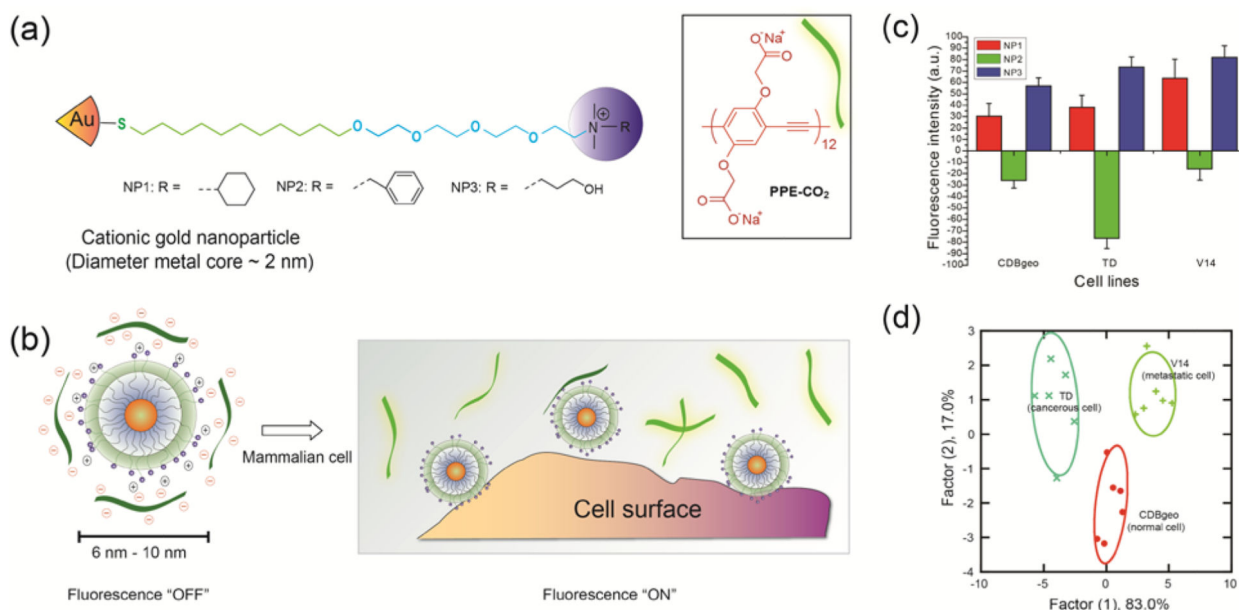 (a)
Au
S
O
O
O
O
N
+
R
NP1: R =
NP2: R =
NP3: R =
OH
Cationic gold nanoparticle
(Diameter metal core ~ 2 nm)
O⁻Na⁺
O
O
12
O
O
O⁻Na⁺
PPE-CO₂
(b)
6 nm - 10 nm
Fluorescence "OFF"
Mammalian cell
Cell surface
Fluorescence "ON"
(c)
NP1
NP2
NP3
Fluorescence intensity (a.u.)
100
90
80
70
60
50
40
30
20
10
0
-10
-20
-30
-40
-50
-60
-70
-80
-90
-100
CDBgeo TD V14
Cell lines
(d)
Factor (2), 17.0%
3
2
1
0
-1
-2
-3
-4
V14
(metastatic cell)
TD
(cancerous cell)
CDBgeo
(normal cell)
-10 -5 0 5 10
Factor (1), 83.0%